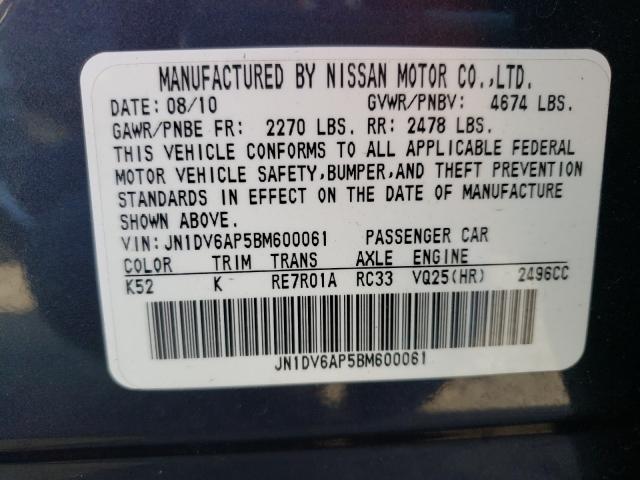 MANUFACTURED BY NISSAN MOTOR CO.,LTD.
DATE: 08/10 GVWR/PNBV: 4674 LBS.
GAWR/PNBE FR: 2270 LBS. RR: 2478 LBS.
THIS VEHICLE CONFORMS TO ALL APPLICABLE FEDERAL
MOTOR VEHICLE SAFETY,BUMPER,AND THEFT PREVENTION
STANDARDS IN EFFECT ON THE DATE OF MANUFACTURE
SHOWN ABOVE.
VIN: JN1DV6AP5BM600061 PASSENGER CAR
COLOR TRIM TRANS AXLE ENGINE
K52 K RE7R01A RC33 VQ25(HR) 2496CC
JN1DV6AP5BM600061